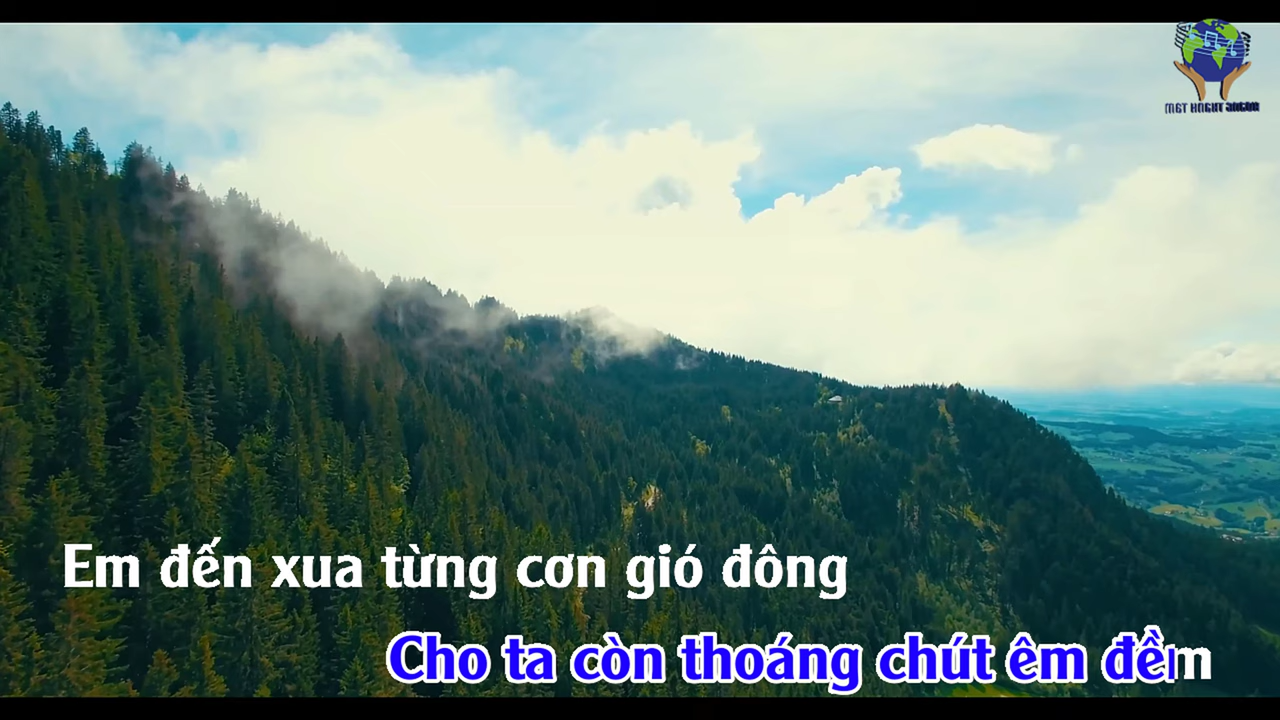 Em đến xua từng cơn gió đông
Cho ta còn thoáng chút êm đềm